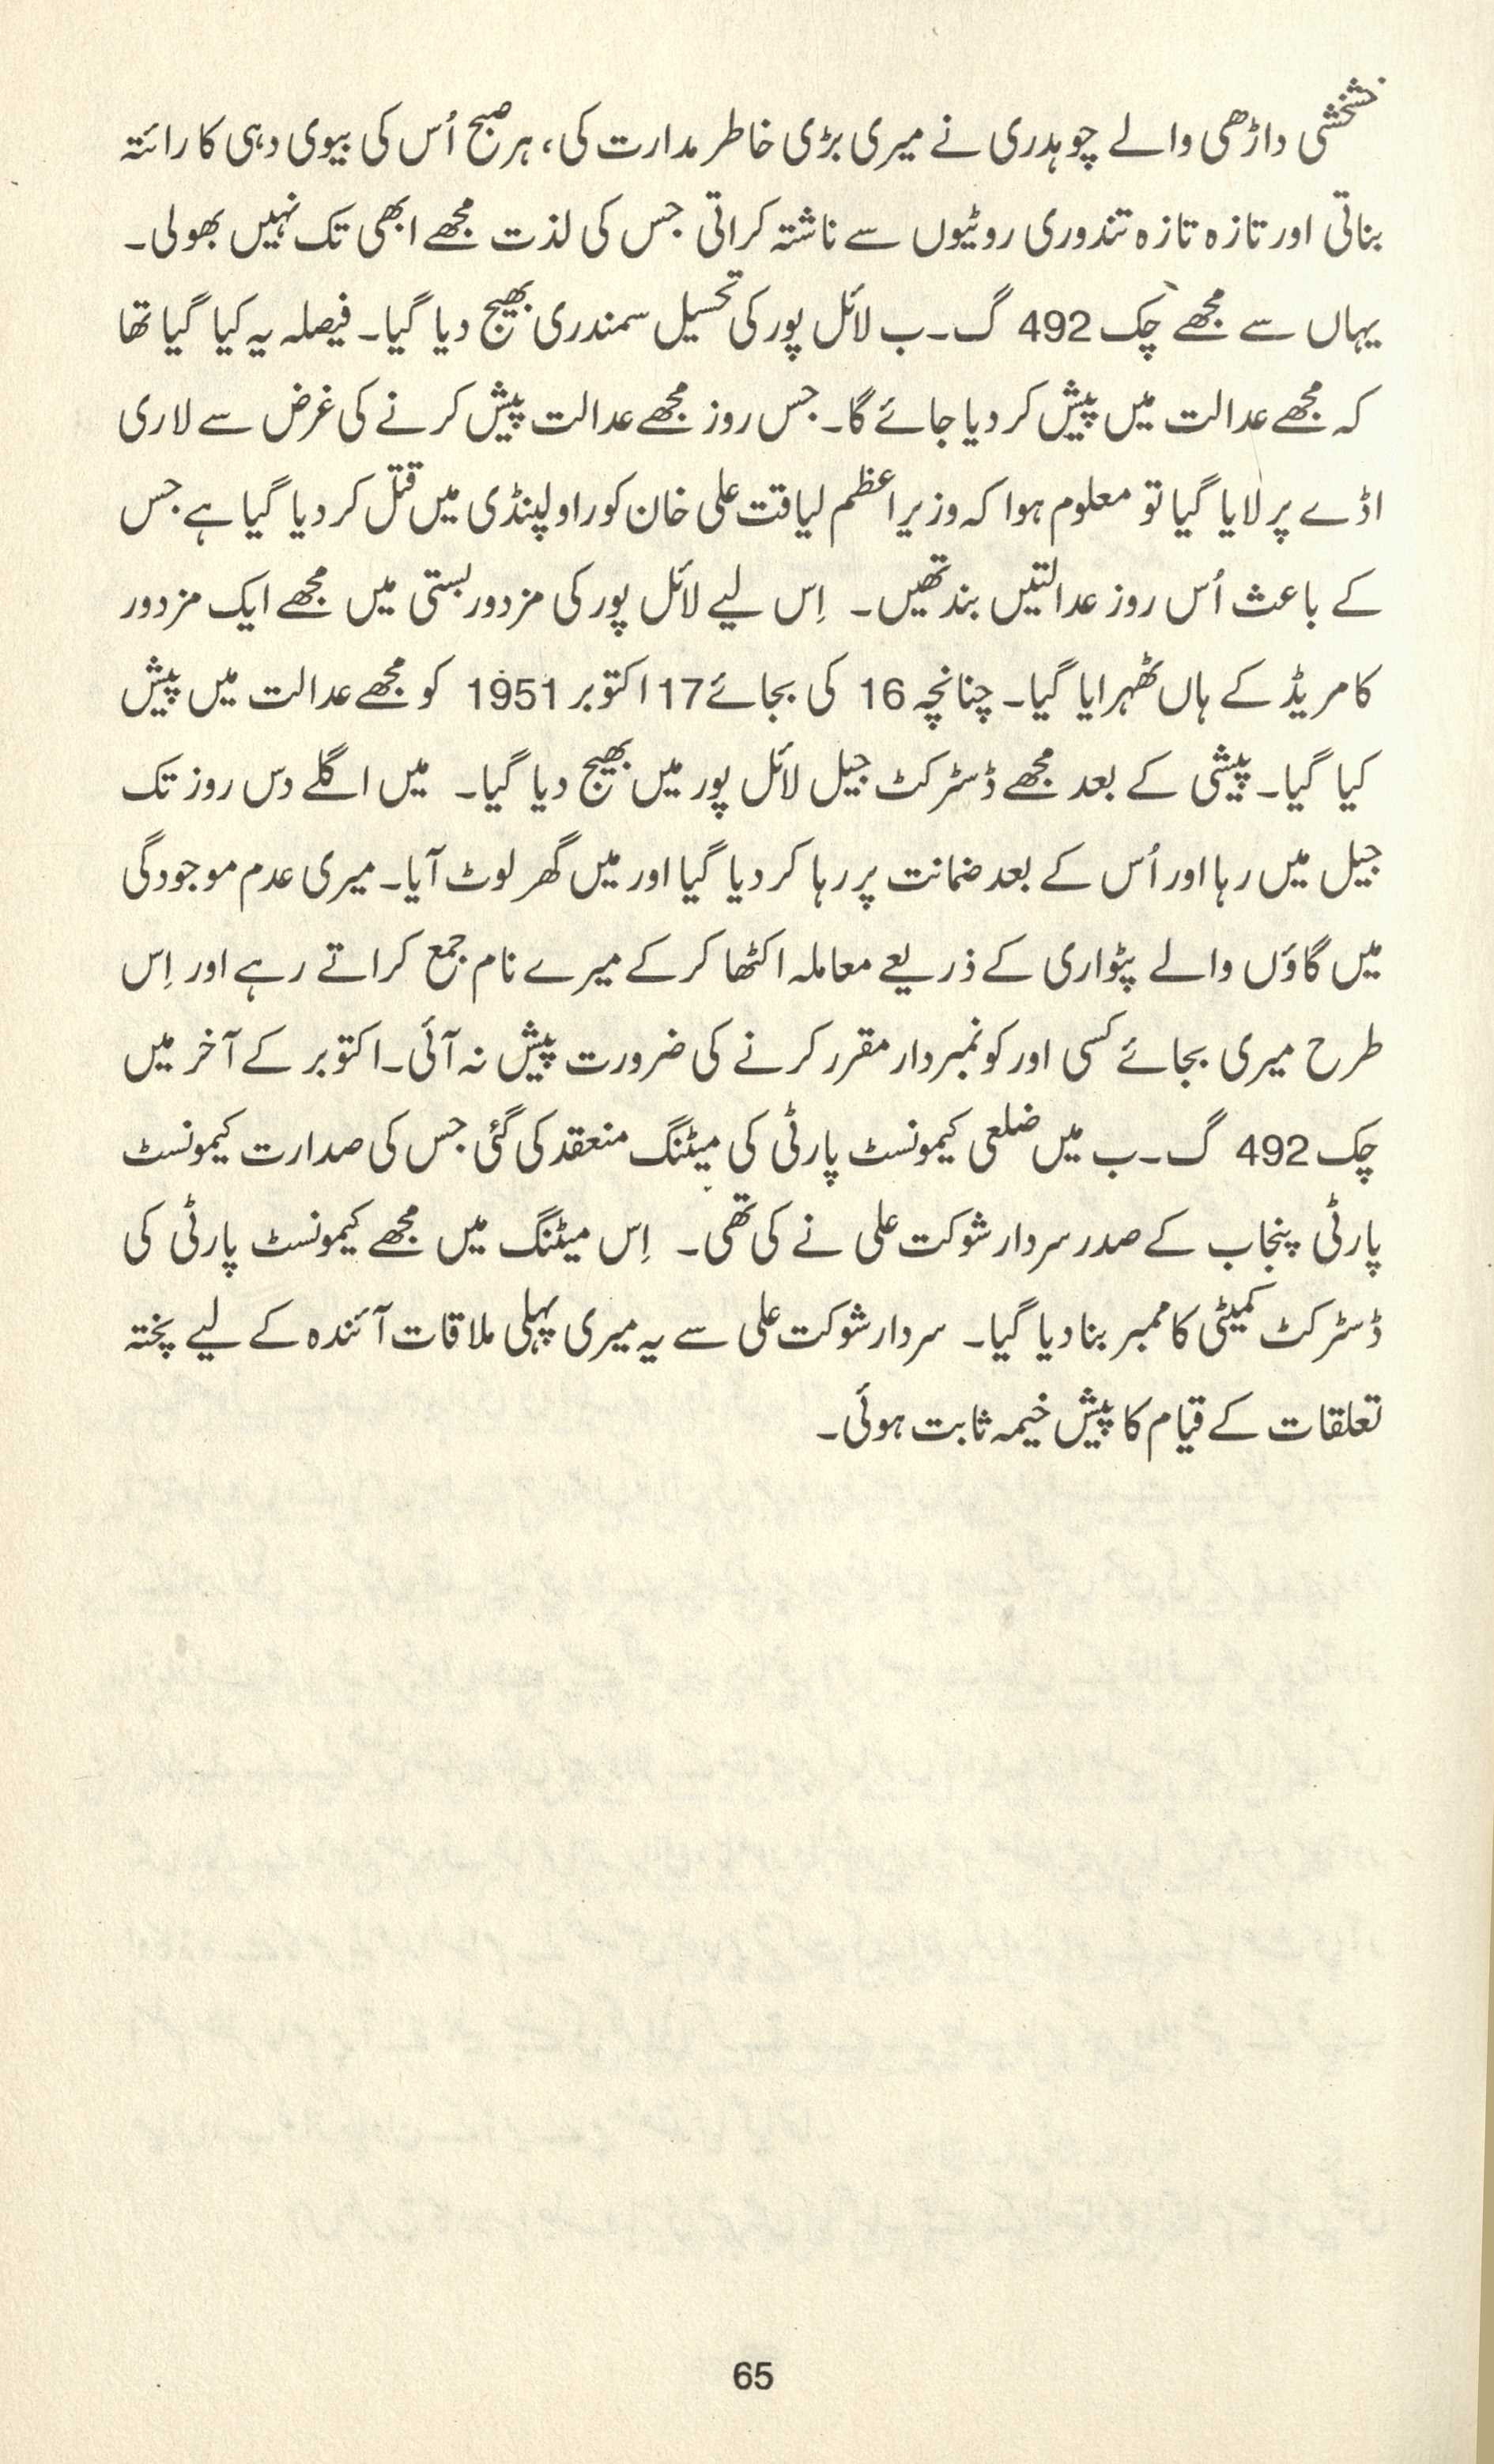 خشخشی داڑھی والے چوہدری نے میری بڑی خاطر مدارت کی، ہر صبح اُس کی بیوی دہی کا رائتہ
بناتی اور تازہ تازہ تندوری روٹیوں سے ناشتہ کراتی جس کی لذت مجھے ابھی تک نہیں بھولی۔
یہاں سے مجھے چک 492 گ۔ب لائل پور کی تحسیل سمندری بھیج دیا گیا۔ فیصلہ یہ کیا گیا تھا
کہ مجھے عدالت میں پیش کر دیا جائے گا۔ جس روز مجھے عدالت پیش کرنے کی غرض سے لاری
اڈے پر لایا گیا تو معلوم ہوا کہ وزیراعظم لیاقت علی خان کو راولپنڈی میں قتل کر دیا گیا ہے جس
کے باعث اُس روز عدالتیں بند تھیں۔ اِس لیے لائل پور کی مزدور بستی میں مجھے ایک مزدور
کامریڈ کے ہاں ٹھہرایا گیا۔ چنانچہ 16 کی بجائے 17 اکتوبر 1951 کو مجھے عدالت میں پیش
کیا گیا۔ پیشی کے بعد مجھے ڈسٹرکٹ جیل لائل پور میں بھیج دیا گیا۔ میں اگلے دس روز تک
جیل میں رہا اور اُس کے بعد ضمانت پر رہا کر دیا گیا اور میں گھر لوٹ آیا۔ میری عدم موجودگی
میں گاؤں والے پٹواری کے ذریعے معاملہ اکٹھا کر کے میرے نام جمع کراتے رہے اور اِس
طرح میری بجائے کسی اور کو نمبردار مقرر کرنے کی ضرورت پیش نہ آئی۔ اکتوبر کے آخر میں
چک 492 گ۔ب میں ضلعی کیمونسٹ پارٹی کی میٹنگ منعقد کی گئی جس کی صدارت کیمونسٹ
پارٹی پنجاب کے صدر سردار شوکت علی نے کی تھی۔ اِس میٹنگ میں مجھے کیمونسٹ پارٹی کی
ڈسٹرکٹ کمیٹی کا ممبر بنا دیا گیا۔ سردار شوکت علی سے یہ میری پہلی ملاقات آئندہ کے لیے پختہ
تعلقات کے قیام کا پیش خیمہ ثابت ہوئی۔
65